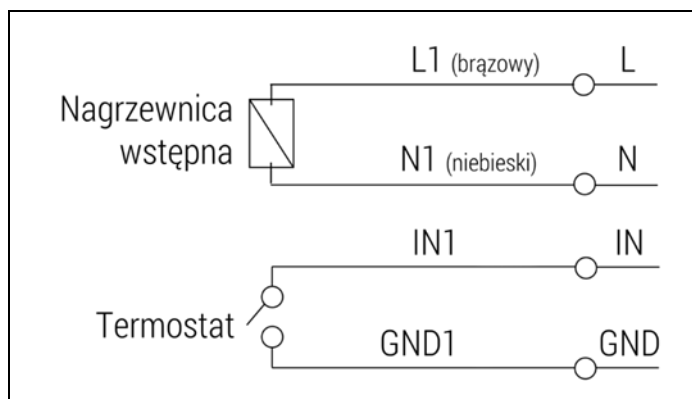 L1 (brązowy) L
Nagrzewnica
wstępna
N1 (niebieski) N
IN1 IN
Termostat
GND1 GND